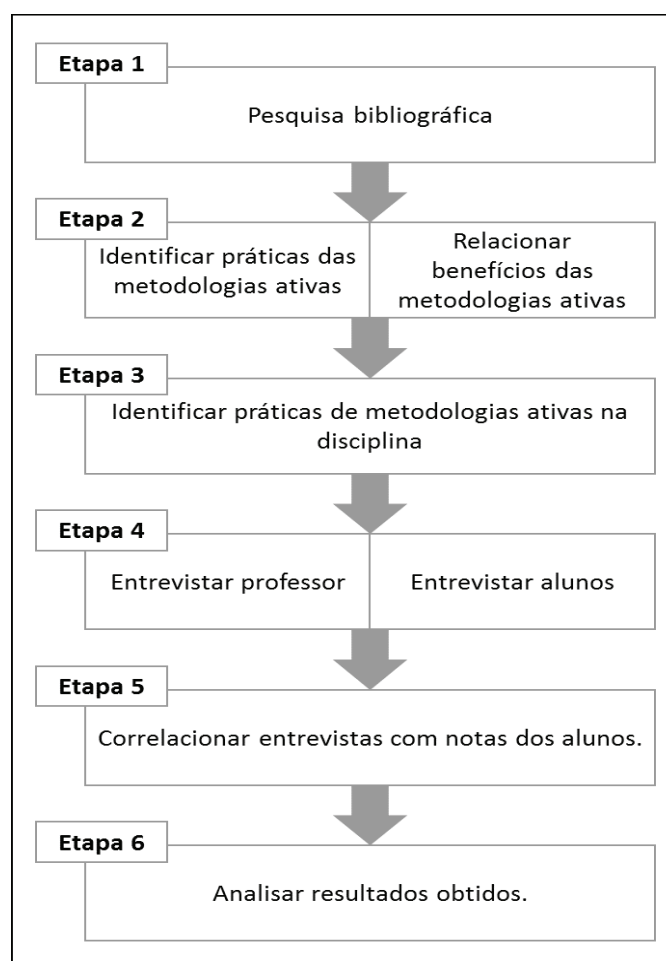 Etapa 1
Pesquisa bibliográfica
Etapa 2
Identificar práticas das
metodologias ativas
Relacionar
benefícios das
metodologias ativas
Etapa 3
Identificar práticas de metodologias ativas na
disciplina
Etapa 4
Entrevistar professor
Entrevistar alunos
Etapa 5
Correlacionar entrevistas com notas dos alunos.
Etapa 6
Analisar resultados obtidos.